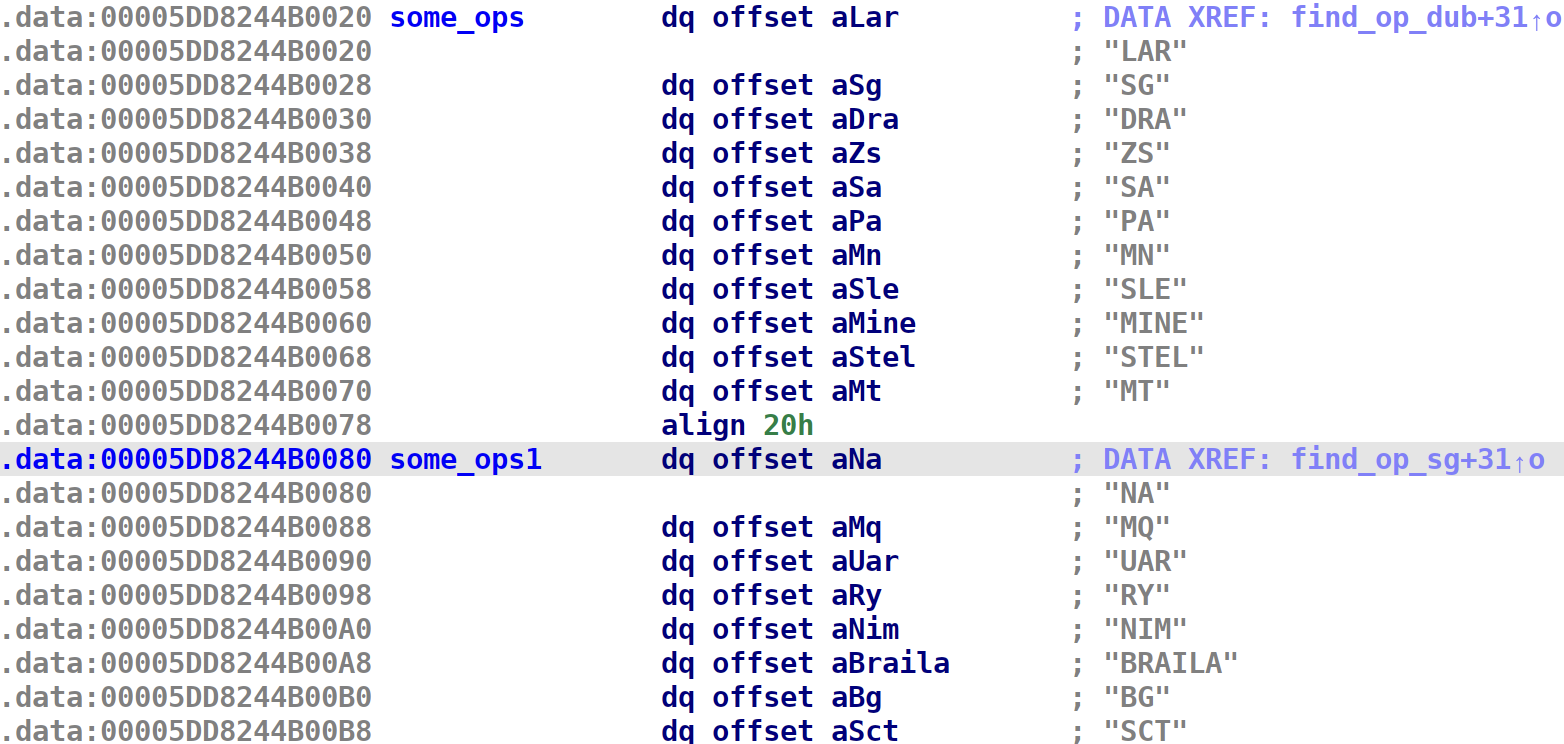 .data:00005DD8244B0020 some_ops dq offset aLar ; DATA XREF: find_op_dub+31↑o
.data:00005DD8244B0020 ; "LAR"
.data:00005DD8244B0028 dq offset aSg ; "SG"
.data:00005DD8244B0030 dq offset aDra ; "DRA"
.data:00005DD8244B0038 dq offset aZs ; "ZS"
.data:00005DD8244B0040 dq offset aSa ; "SA"
.data:00005DD8244B0048 dq offset aPa ; "PA"
.data:00005DD8244B0050 dq offset aMn ; "MN"
.data:00005DD8244B0058 dq offset aSle ; "SLE"
.data:00005DD8244B0060 dq offset aMine ; "MINE"
.data:00005DD8244B0068 dq offset aStel ; "STEL"
.data:00005DD8244B0070 dq offset aMt ; "MT"
.data:00005DD8244B0078 align 20h
.data:00005DD8244B0080 some_ops1 dq offset aNa ; DATA XREF: find_op_sg+31↑o
.data:00005DD8244B0080 ; "NA"
.data:00005DD8244B0088 dq offset aMq ; "MQ"
.data:00005DD8244B0090 dq offset aUar ; "UAR"
.data:00005DD8244B0098 dq offset aRy ; "RY"
.data:00005DD8244B00A0 dq offset aNim ; "NIM"
.data:00005DD8244B00A8 dq offset aBraila ; "BRAILA"
.data:00005DD8244B00B0 dq offset aBg ; "BG"
.data:00005DD8244B00B8 dq offset aSct ; "SCT"